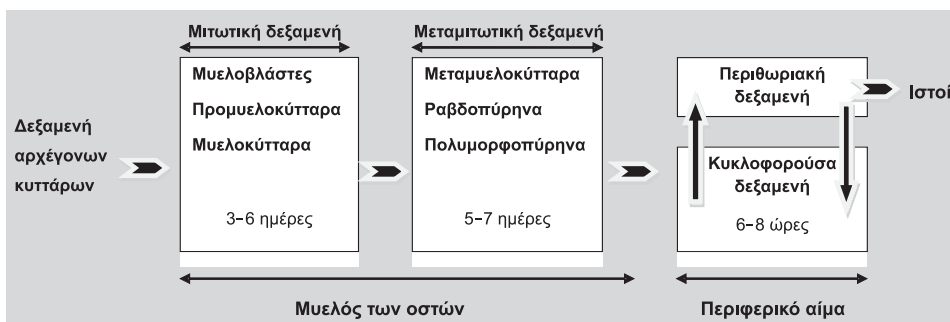 Μιτωτική δεξαμενή
Μεταμιτωτική δεξαμενή
Δεξαμενή
αρχέγονων
κυττάρων
Μυελοβλάστες
Προμυελοκύτταρα
Μυελοκύτταρα
3-6 ημέρες
Μεταμυελοκύτταρα
Ραβδοπύρηνα
Πολυμορφοπύρηνα
5-7 ημέρες
Περιθωριακή
δεξαμενή
Ιστοί
Κυκλοφορούσα
δεξαμενή
6-8 ώρες
Μυελός των οστών
Περιφερικό αίμα